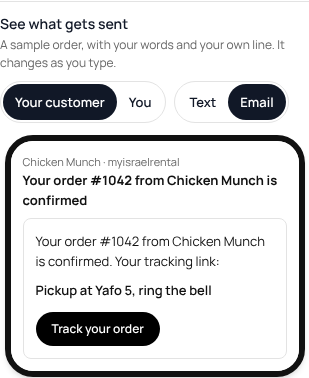 See what gets sent
A sample order, with your words and your own line. It
changes as you type.
Your customer You Text Email
Chicken Munch · myisraelrental
Your order #1042 from Chicken Munch is
confirmed
Your order #1042 from Chicken Munch
is confirmed. Your tracking link:
Pickup at Yafo 5, ring the bell
Track your order